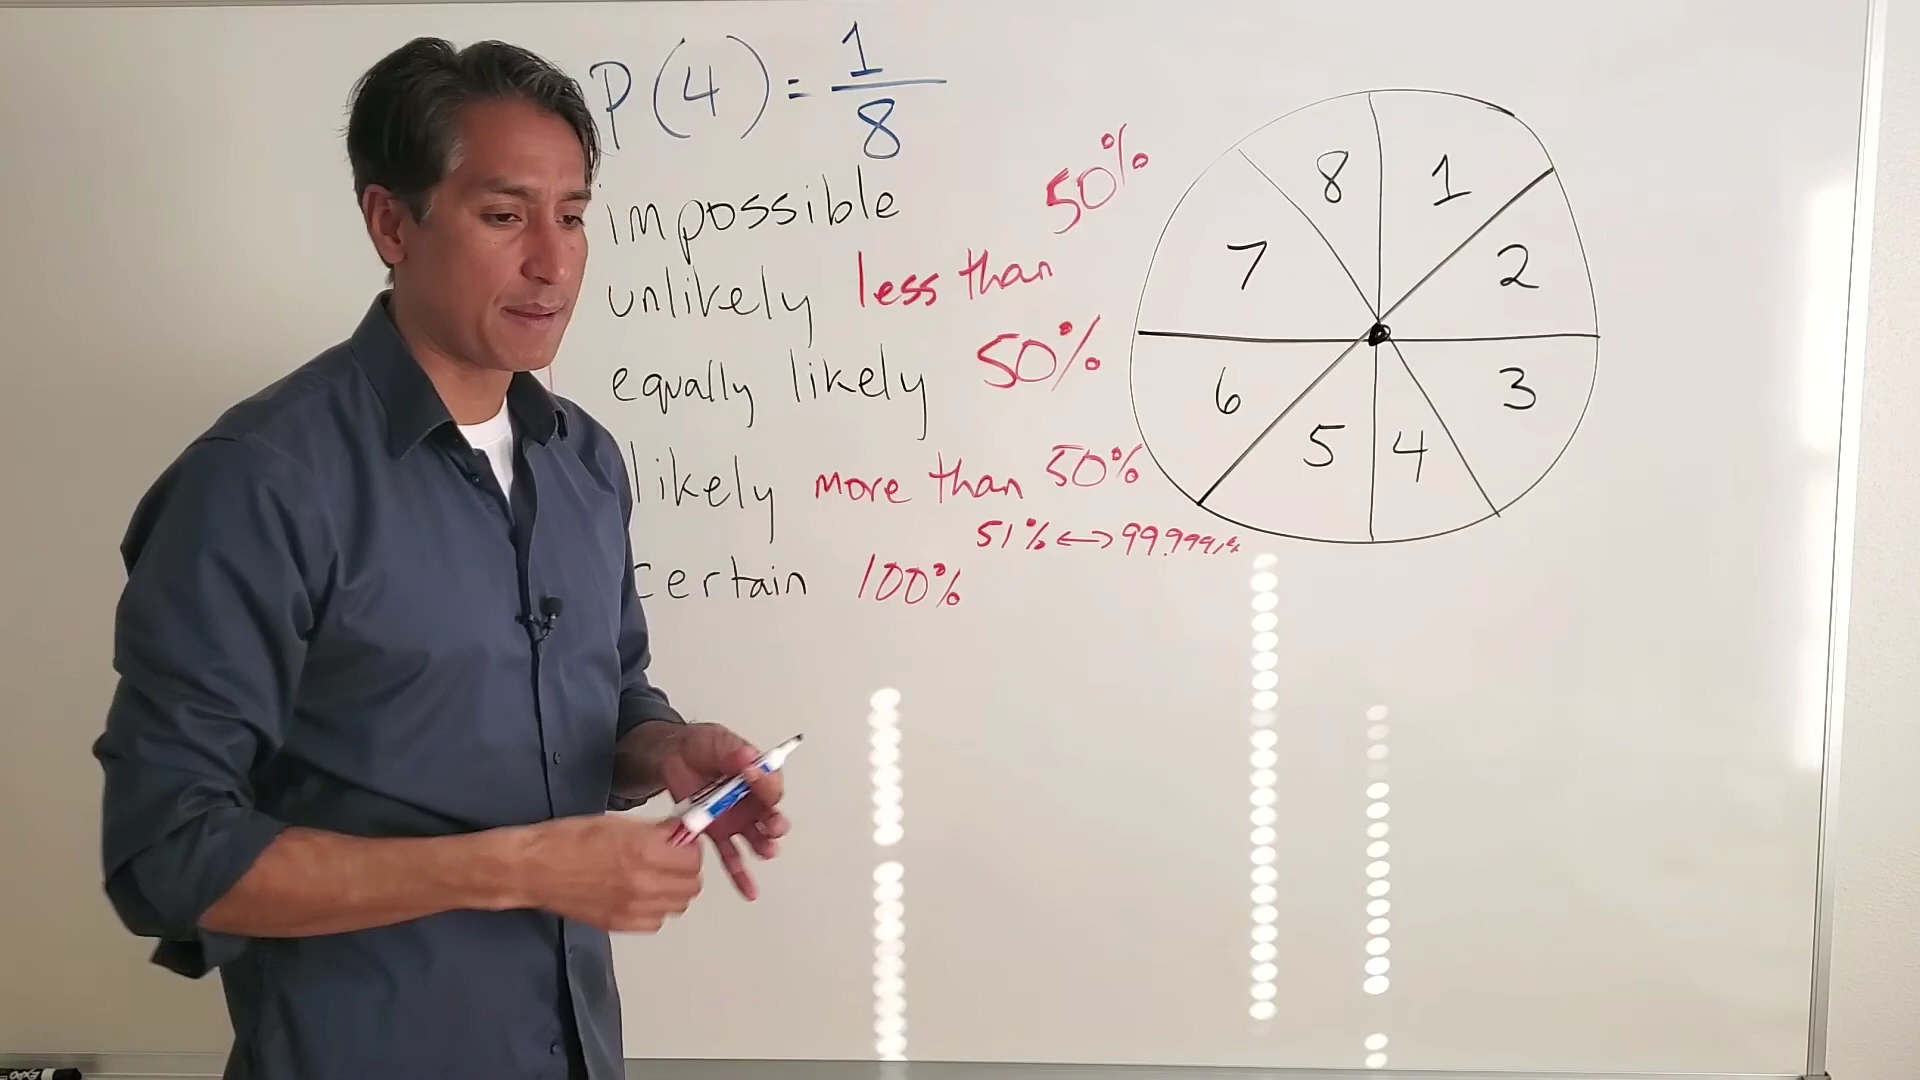 P(4) = 1/8
impossible
unlikely less than 50%
equally likely 50%
likely more than 50%
51% ↔ 99.999%
certain 100%
8 1
7 2
6 3
5 4
EXPO